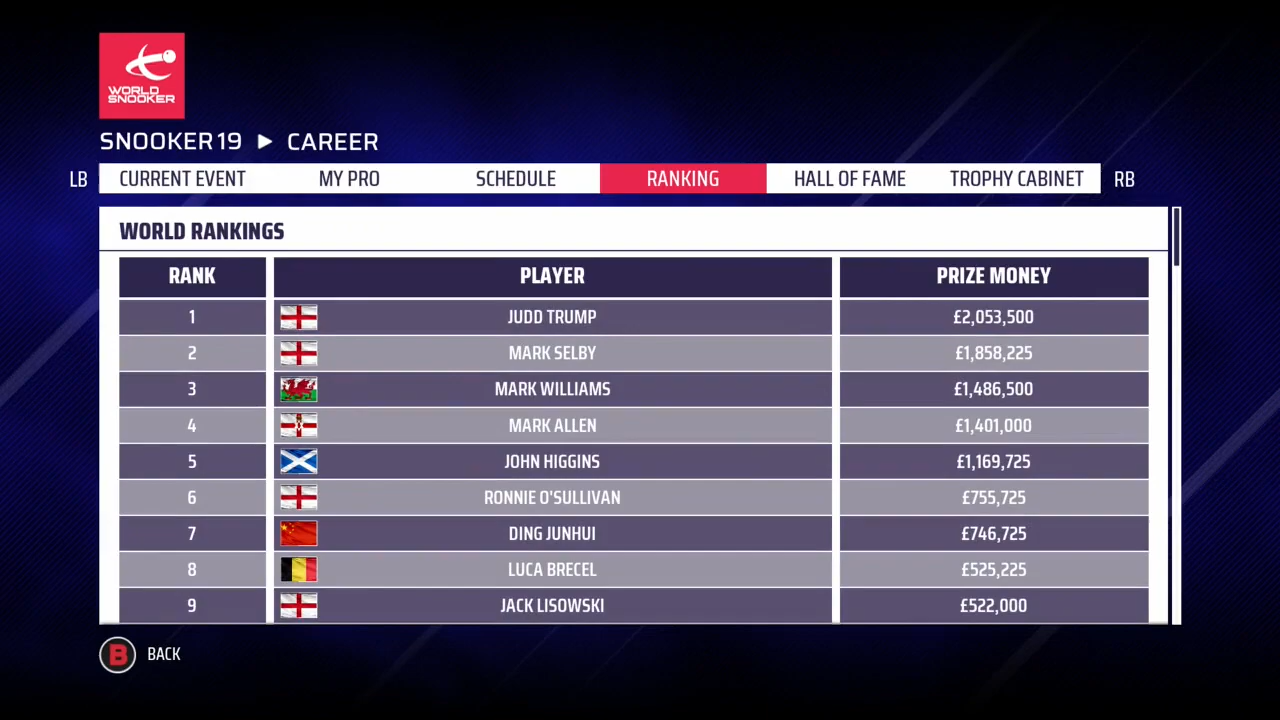 WORLD
SNOOKER
SNOOKER 19 ► CAREER
LB CURRENT EVENT MY PRO SCHEDULE RANKING HALL OF FAME TROPHY CABINET RB
WORLD RANKINGS
RANK PLAYER PRIZE MONEY
1 JUDD TRUMP £2,053,500
2 MARK SELBY £1,858,225
3 MARK WILLIAMS £1,486,500
4 MARK ALLEN £1,401,000
5 JOHN HIGGINS £1,169,725
6 RONNIE O'SULLIVAN £755,725
7 DING JUNHUI £746,725
8 LUCA BRECEL £525,225
9 JACK LISOWSKI £522,000
B BACK